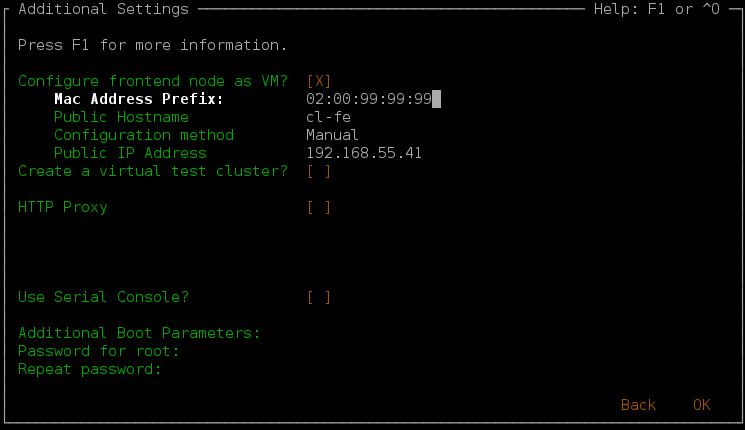 Additional Settings Help: F1 or ^O
Press F1 for more information.
Configure frontend node as VM? [X]
Mac Address Prefix: 02:00:99:99:99
Public Hostname cl-fe
Configuration method Manual
Public IP Address 192.168.55.41
Create a virtual test cluster? [ ]
HTTP Proxy [ ]
Use Serial Console? [ ]
Additional Boot Parameters:
Password for root:
Repeat password:
Back OK